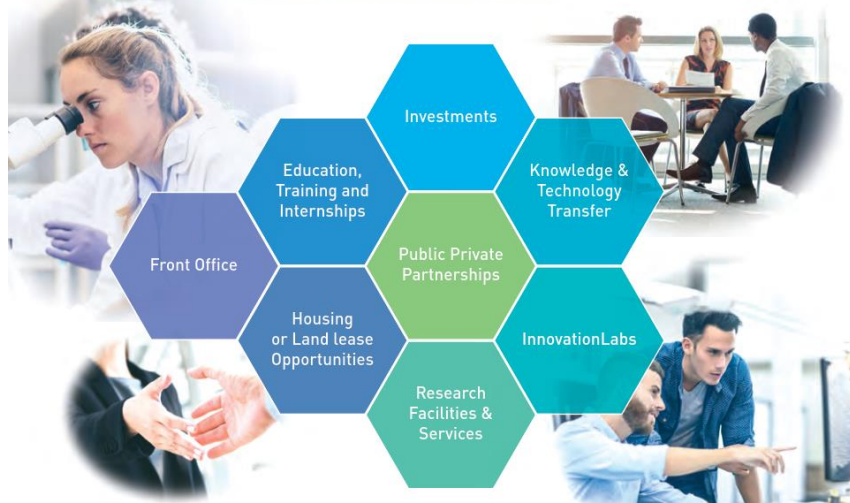 Investments
Education,
Training and
Internships
Knowledge &
Technology
Transfer
Front Office
Public Private
Partnerships
Housing
or Land lease
Opportunities
InnovationLabs
Research
Facilities &
Services